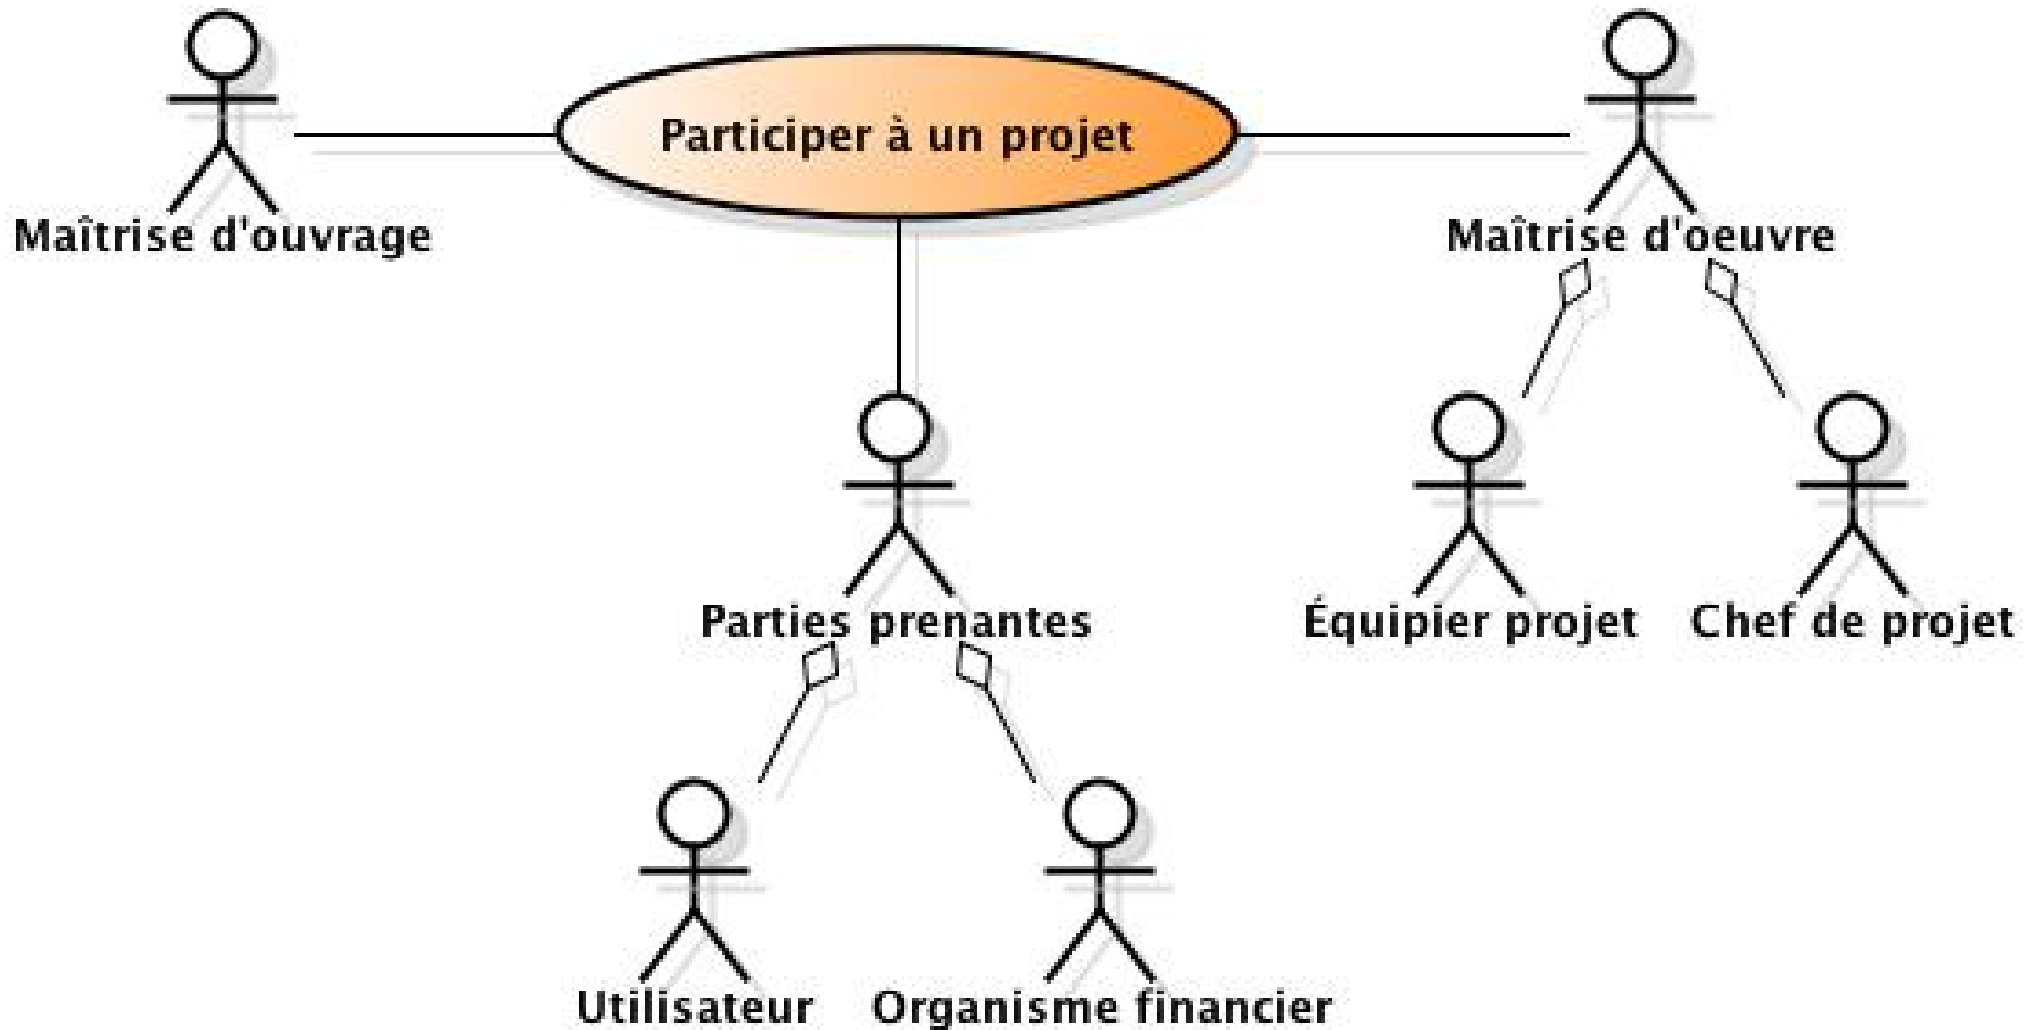 Participer à un projet
Maîtrise d'ouvrage
Maîtrise d'oeuvre
Parties prenantes
Équipier projet
Chef de projet
Utilisateur
Organisme financier